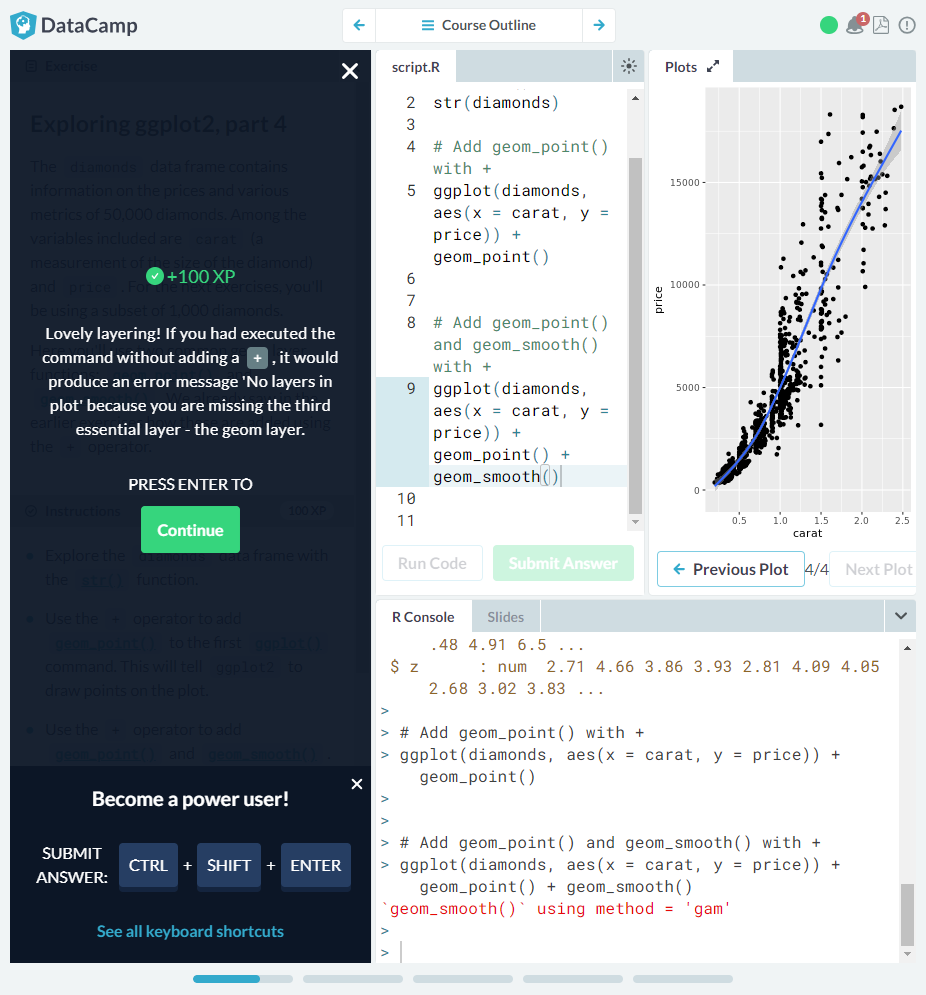 DataCamp
Course Outline
1
Exercise
Exploring ggplot2, part 4
The diamonds data frame contains
information on the prices and various
metrics of 50,000 diamonds. Among the
variables included are carat (a
measurement of the size of the diamond)
and price. For the next exercises, you'll
be using a subset of 1,000 diamonds.
+100 XP
Lovely layering! If you had executed the
command without adding a + , it would
produce an error message 'No layers in
plot' because you are missing the third
essential layer - the geom layer.
the + operator.
PRESS ENTER TO
Continue
Instructions
100 XP
Explore the diamonds data frame with
the str() function.
Use the + operator to add
geom_point() to the first ggplot()
command. This will tell ggplot2 to
draw points on the plot.
Use the + operator to add
geom_point() and geom_smooth() .
Become a power user!
SUBMIT
ANSWER:
CTRL + SHIFT + ENTER
See all keyboard shortcuts
script.R
2 str(diamonds)
3
4 # Add geom_point()
with +
5 ggplot(diamonds,
aes(x = carat, y =
price)) +
geom_point()
6
7
8 # Add geom_point()
and geom_smooth()
with +
9 ggplot(diamonds,
aes(x = carat, y =
price)) +
geom_point() +
geom_smooth()
10
11
Run Code
Submit Answer
Plots
15000
10000
5000
0
price
0.5 1.0 1.5 2.0 2.5
carat
Previous Plot
4/4
Next Plot
R Console
Slides
.48 4.91 6.5 ...
$ z : num 2.71 4.66 3.86 3.93 2.81 4.09 4.05
2.68 3.02 3.83 ...
>
> # Add geom_point() with +
> ggplot(diamonds, aes(x = carat, y = price)) +
geom_point()
>
>
> # Add geom_point() and geom_smooth() with +
> ggplot(diamonds, aes(x = carat, y = price)) +
geom_point() + geom_smooth()
`geom_smooth()` using method = 'gam'
>
>